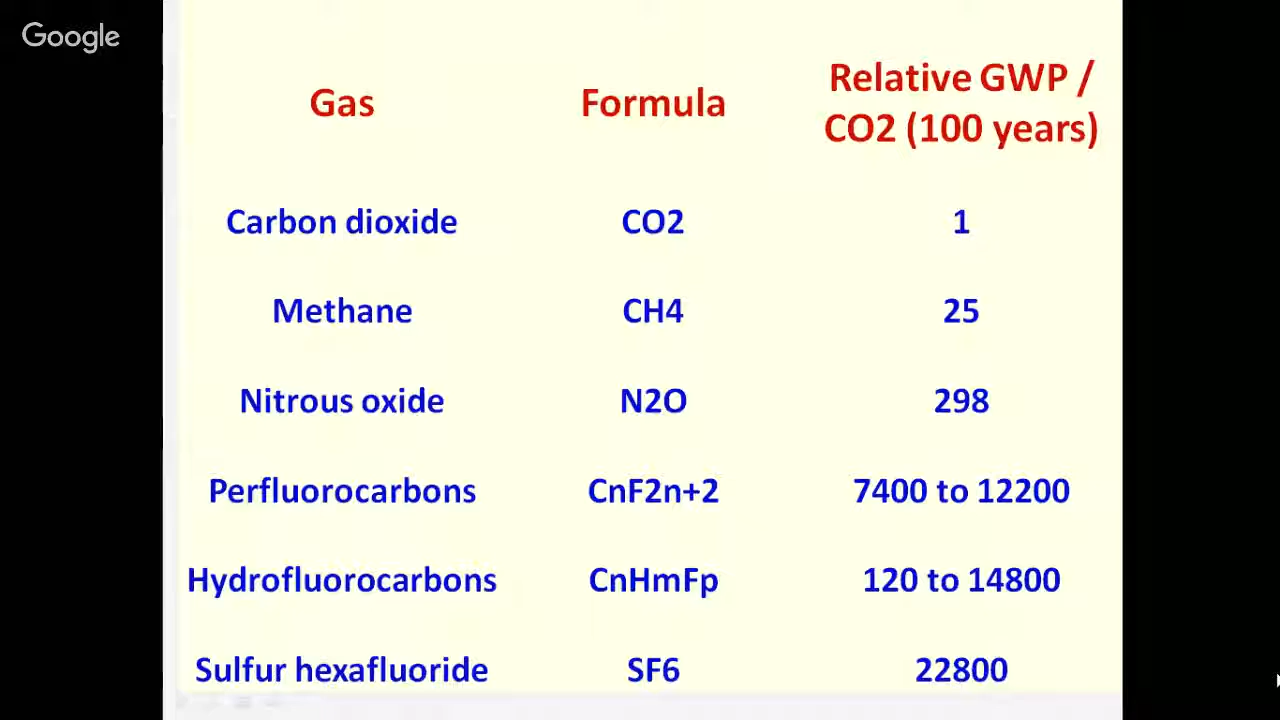 Google
Gas Formula Relative GWP /
CO2 (100 years)
Carbon dioxide CO2 1
Methane CH4 25
Nitrous oxide N2O 298
Perfluorocarbons CnF2n+2 7400 to 12200
Hydrofluorocarbons CnHmFp 120 to 14800
Sulfur hexafluoride SF6 22800